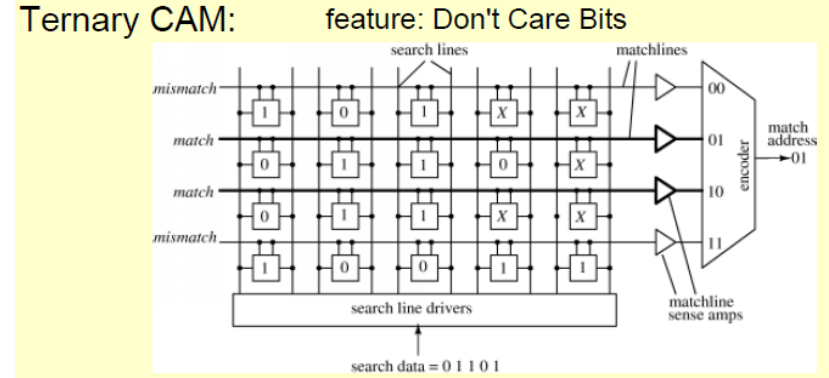 Ternary CAM: feature: Don't Care Bits
search lines matchlines
mismatch 00
1 0 1 X X
match 01 match
address
0 1 1 0 X encoder 01
match 10
0 1 1 X X
mismatch 11
1 0 0 1 1
search line drivers matchline
sense amps
search data = 0 1 1 0 1